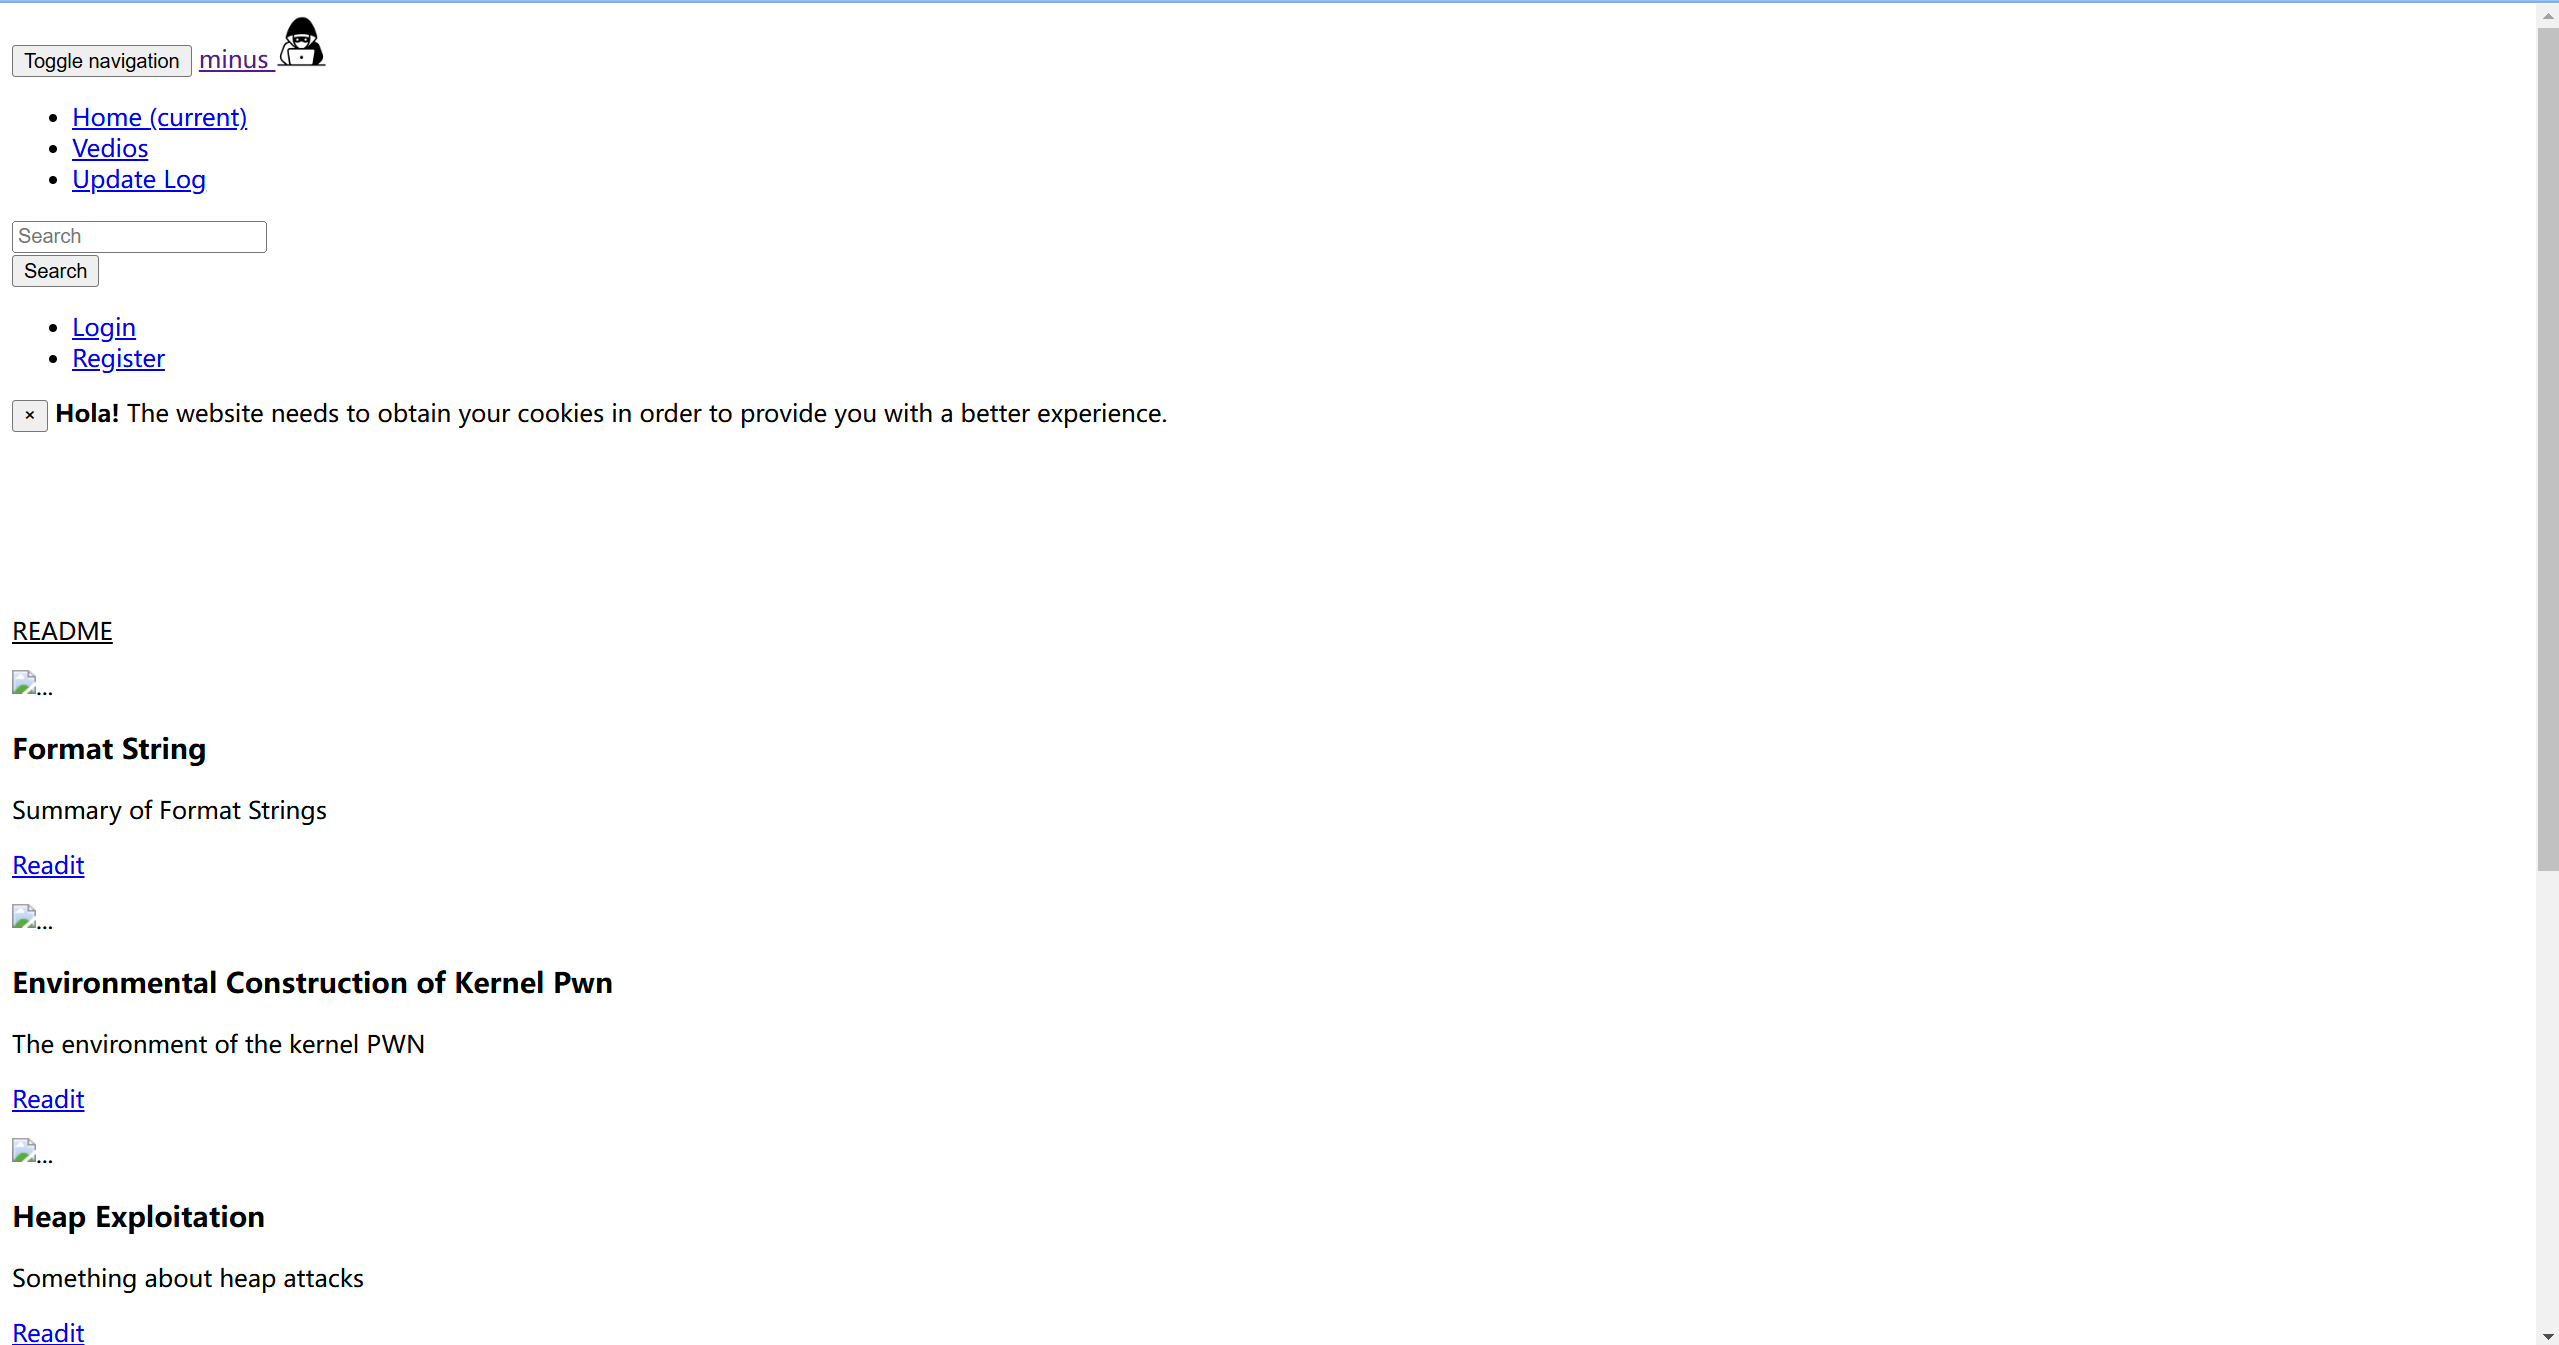 Toggle navigation minus
Home (current)
Vedios
Update Log
Search
Search
Login
Register
× Hola! The website needs to obtain your cookies in order to provide you with a better experience.
README
...
Format String
Summary of Format Strings
Readit
...
Environmental Construction of Kernel Pwn
The environment of the kernel PWN
Readit
...
Heap Exploitation
Something about heap attacks
Readit